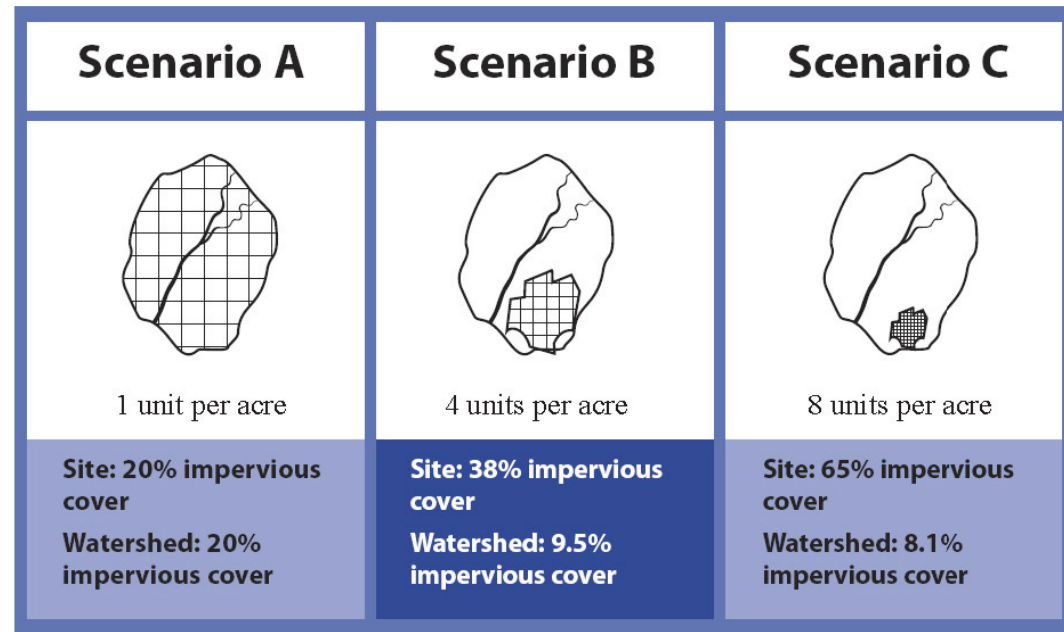 Scenario A
Scenario B
Scenario C
1 unit per acre
4 units per acre
8 units per acre
Site: 20% impervious
cover
Watershed: 20%
impervious cover
Site: 38% impervious
cover
Watershed: 9.5%
impervious cover
Site: 65% impervious
cover
Watershed: 8.1%
impervious cover